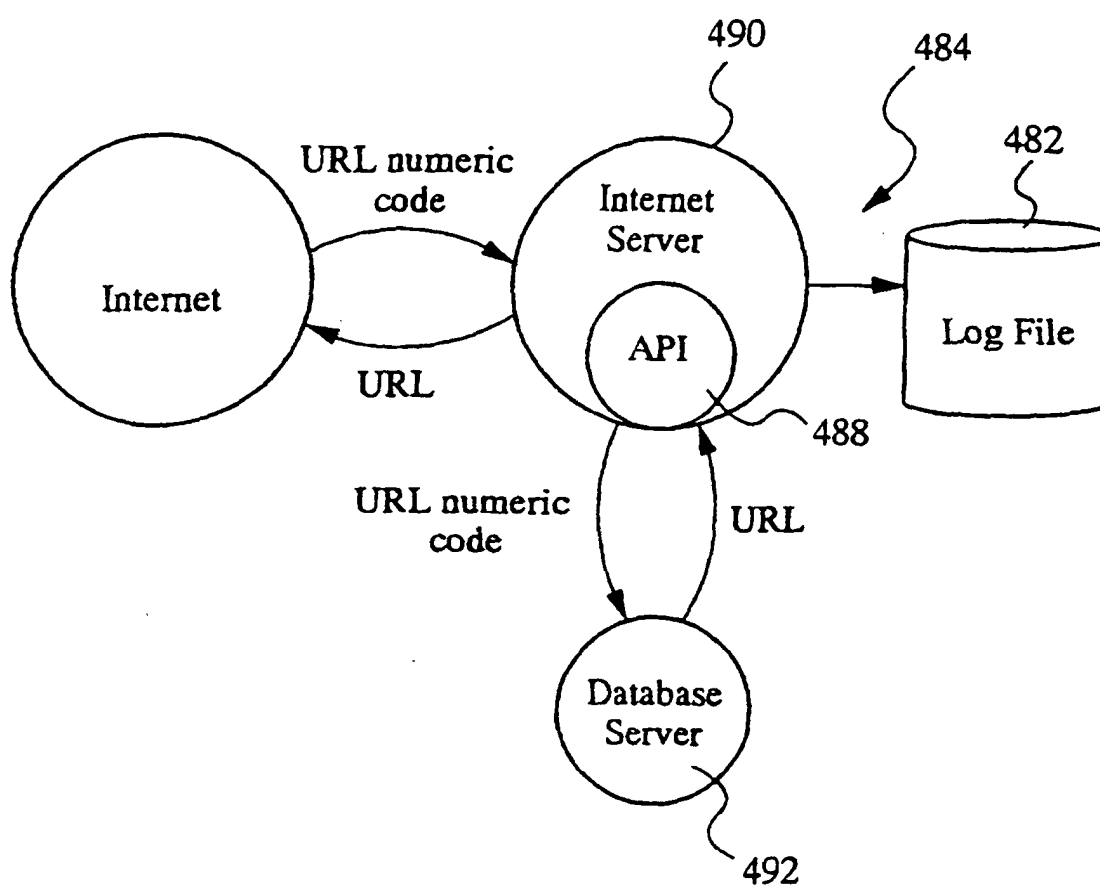 490
484
482
URL numeric
code
Internet
Server
Internet
API
Log File
URL
488
URL numeric
code
URL
Database
Server
492